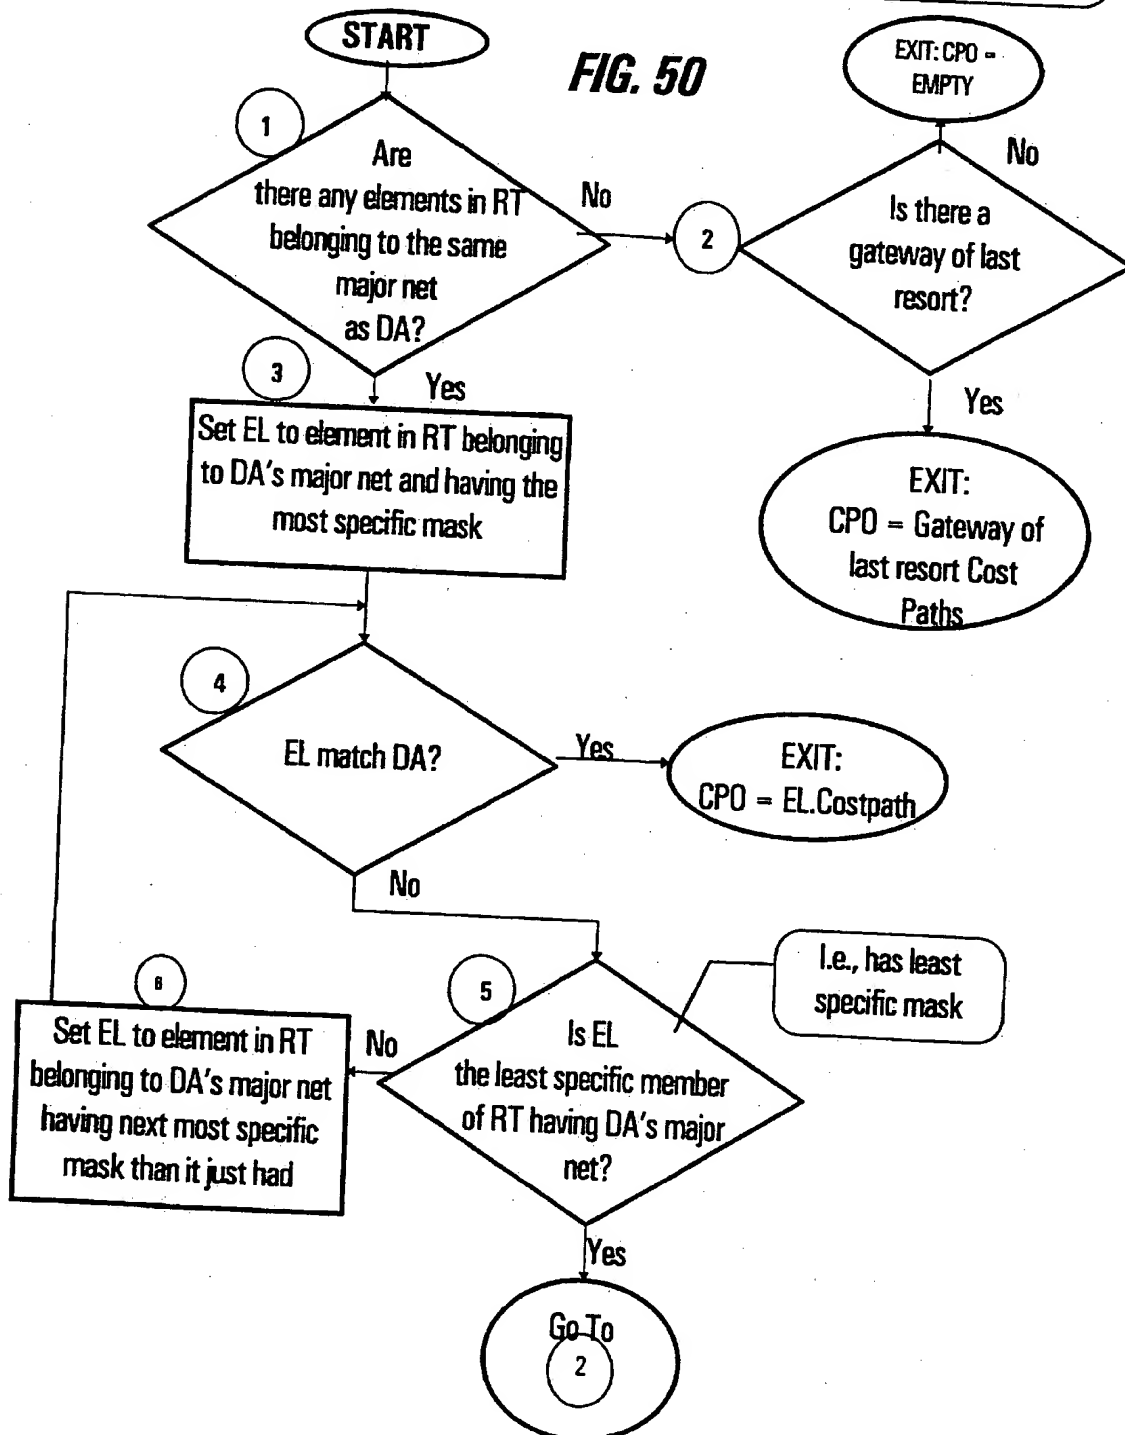 START
FIG. 50
EXIT: CPO =
EMPTY
1
Are
there any elements in RT
belonging to the same
major net
as DA?
No
2
No
Is there a
gateway of last
resort?
3
Yes
Yes
Set EL to element in RT belonging
to DA's major net and having the
most specific mask
EXIT:
CPO = Gateway of
last resort Cost
Paths
4
EL match DA?
Yes
EXIT:
CPO = EL.Costpath
No
I.e., has least
specific mask
6
5
Set EL to element in RT
belonging to DA's major net
having next most specific
mask than it just had
No
Is EL
the least specific member
of RT having DA's major
net?
Yes
Go To
2